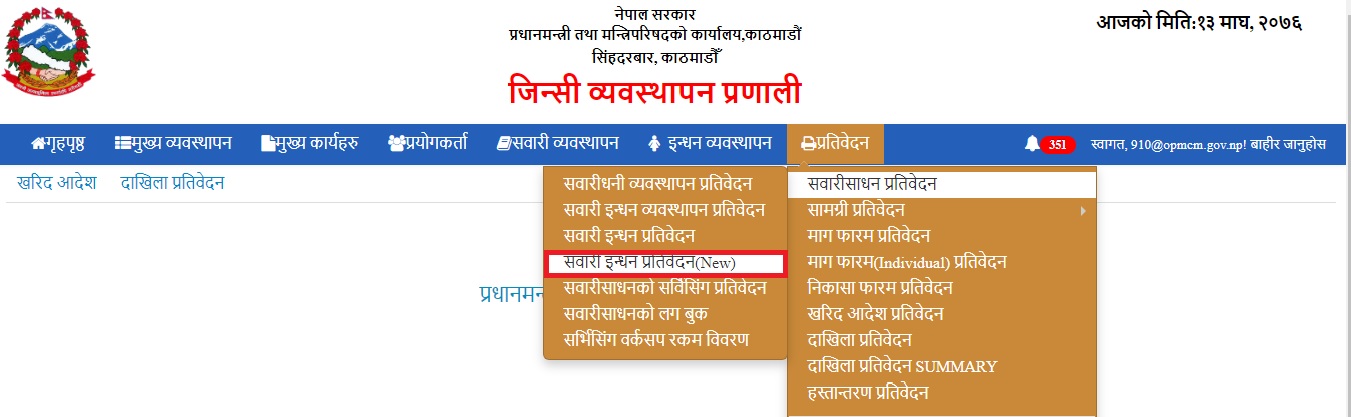 नेपाल सरकार
प्रधानमन्त्री तथा मन्त्रिपरिषदको कार्यालय,काठमाडौं
सिंहदरबार, काठमाडौँ
जिन्सी व्यवस्थापन प्रणाली
आजको मिति:१३ माघ, २०७६
गृहपृष्ठ मुख्य व्यवस्थापन मुख्य कार्यहरु प्रयोगकर्ता सवारी व्यवस्थापन इन्धन व्यवस्थापन प्रतिवेदन 351 स्वागत, 910@opmcm.gov.np! बाहीर जानुहोस
खरिद आदेश दाखिला प्रतिवेदन
सवारीधनी व्यवस्थापन प्रतिवेदन
सवारी इन्धन व्यवस्थापन प्रतिवेदन
सवारी इन्धन प्रतिवेदन
सवारी इन्धन प्रतिवेदन(New)
सवारीसाधनको सर्विसिंग प्रतिवेदन
सवारीसाधनको लग बुक
सर्भिसिंग वर्कसप रकम विवरण
सवारीसाधन प्रतिवेदन
सामग्री प्रतिवेदन
माग फारम प्रतिवेदन
माग फारम(Individual) प्रतिवेदन
निकासा फारम प्रतिवेदन
खरिद आदेश प्रतिवेदन
दाखिला प्रतिवेदन
दाखिला प्रतिवेदन SUMMARY
हस्तान्तरण प्रतिवेदन